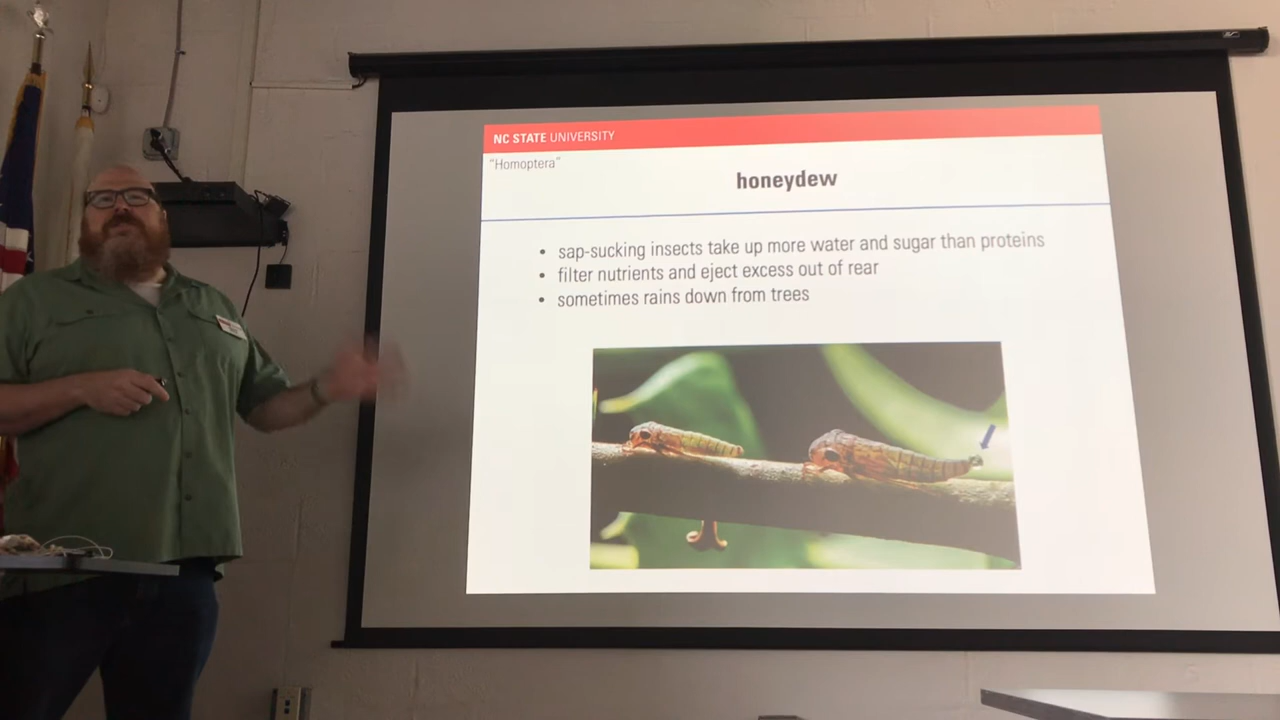 NC STATE UNIVERSITY
"Homoptera"
honeydew
• sap-sucking insects take up more water and sugar than proteins
• filter nutrients and eject excess out of rear
• sometimes rains down from trees